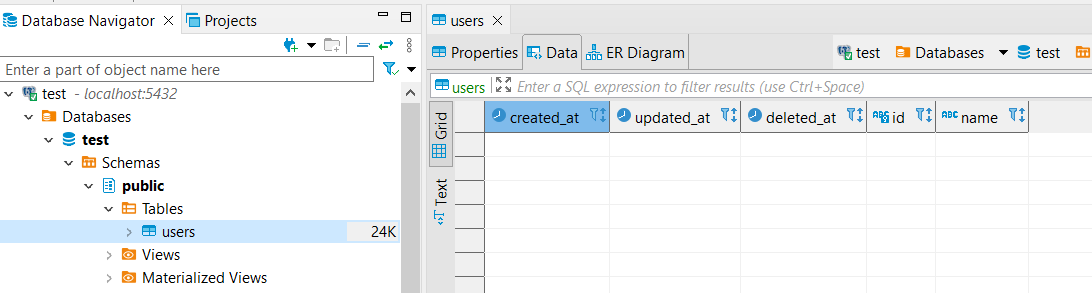 Database Navigator
Projects
Enter a part of object name here
test - localhost:5432
Databases
test
Schemas
public
Tables
users 24K
Views
Materialized Views
users
Properties Data ER Diagram test Databases test
users Enter a SQL expression to filter results (use Ctrl+Space)
Grid
Text
created_at updated_at deleted_at ABC id ABC name